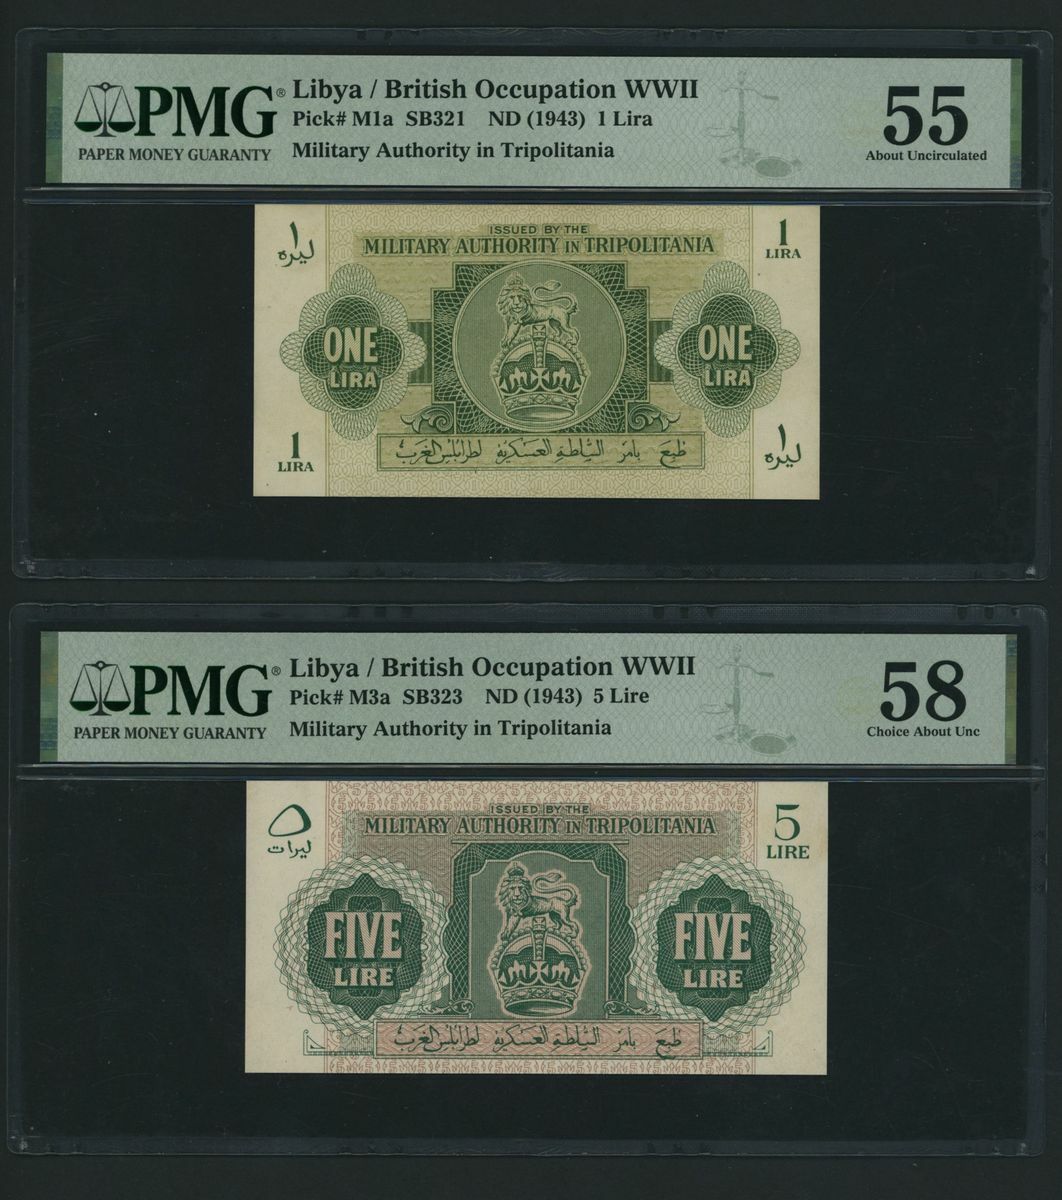 PMG®
PAPER MONEY GUARANTY
Libya / British Occupation WWII
Pick# M1a SB321 ND (1943) 1 Lira
Military Authority in Tripolitania
55
About Uncirculated
١
ليره
ISSUED BY THE
MILITARY AUTHORITY IN TRIPOLITANIA
1
LIRA
ONE
LIRA
ONE
LIRA
1
LIRA
طبع بامر السلطة العسكرية لطرابلس الغرب
١
ليره
PMG®
PAPER MONEY GUARANTY
Libya / British Occupation WWII
Pick# M3a SB323 ND (1943) 5 Lire
Military Authority in Tripolitania
58
Choice About Unc
٥
ليرات
ISSUED BY THE
MILITARY AUTHORITY IN TRIPOLITANIA
5
LIRE
FIVE
LIRE
FIVE
LIRE
طبع بامر السلطة العسكرية لطرابلس الغرب